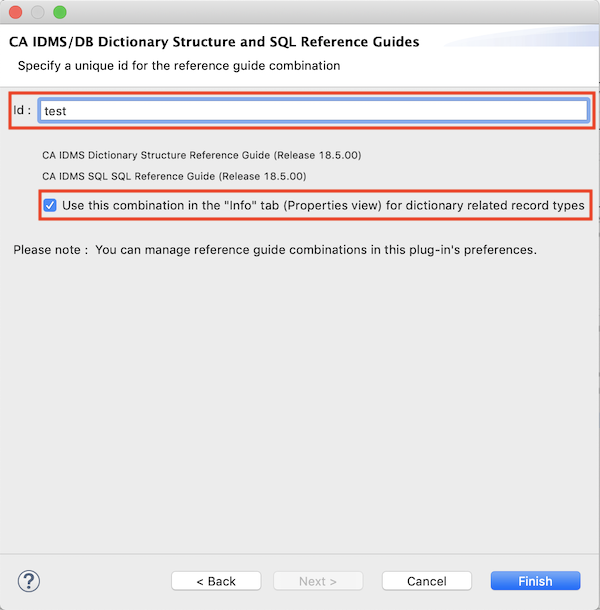 CA IDMS/DB Dictionary Structure and SQL Reference Guides
Specify a unique id for the reference guide combination
Id : test
CA IDMS Dictionary Structure Reference Guide (Release 18.5.00)
CA IDMS SQL SQL Reference Guide (Release 18.5.00)
Use this combination in the "Info" tab (Properties view) for dictionary related record types
Please note : You can manage reference guide combinations in this plug-in's preferences.
? < Back Next > Cancel Finish